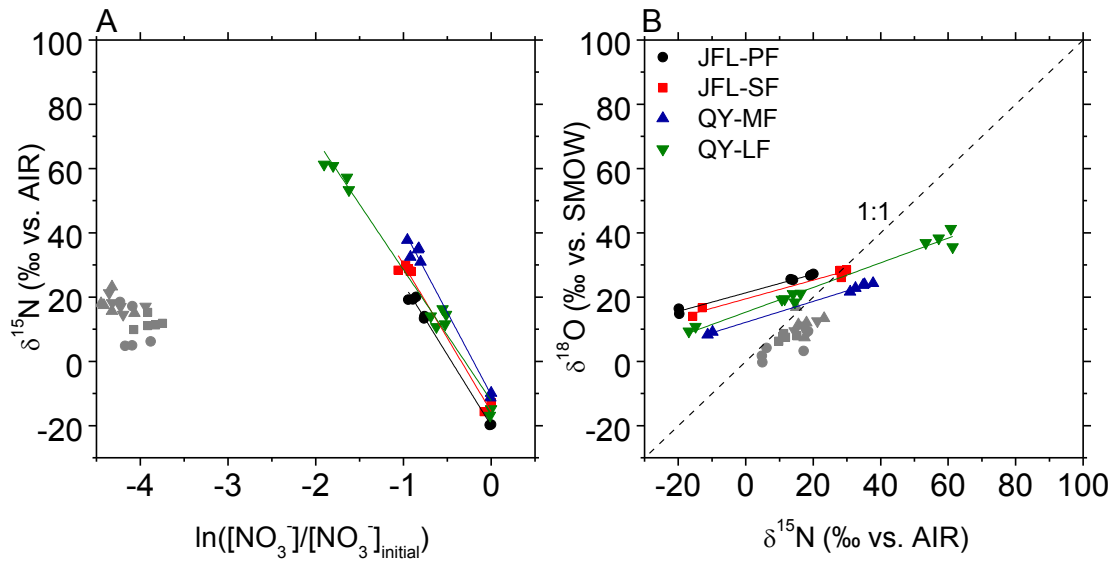 A
B
100
80
60
40
20
0
-20
δ¹⁵N (‰ vs. AIR)
-4
-3
-2
-1
0
ln([NO₃⁻]/[NO₃⁻]initial)
100
80
60
40
20
0
-20
δ¹⁸O (‰ vs. SMOW)
JFL-PF
JFL-SF
QY-MF
QY-LF
1:1
-20
0
20
40
60
80
100
δ¹⁵N (‰ vs. AIR)